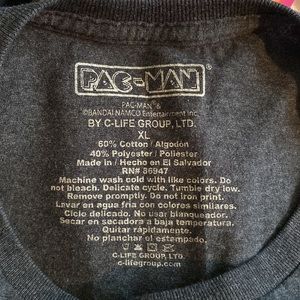 PAC-MAN
PAC-MAN &
©BANDAI NAMCO Entertainment Inc.
BY C-LIFE GROUP, LTD.
XL
60% Cotton / Algodon
40% Polyester / Poliester
Made in / Hecho en El Salvador
RN# 86947
Machine wash cold with like colors. Do
not bleach. Delicate cycle. Tumble dry low.
Remove promptly. Do not iron print.
Lavar en agua fria con colores similares.
Ciclo delicado. No usar blanqueador.
Secar en secadora a baja temperatura.
Quitar rápidamente.
No planchar el estampado.
C-LIFE GROUP, LTD.
c-lifegroup.com